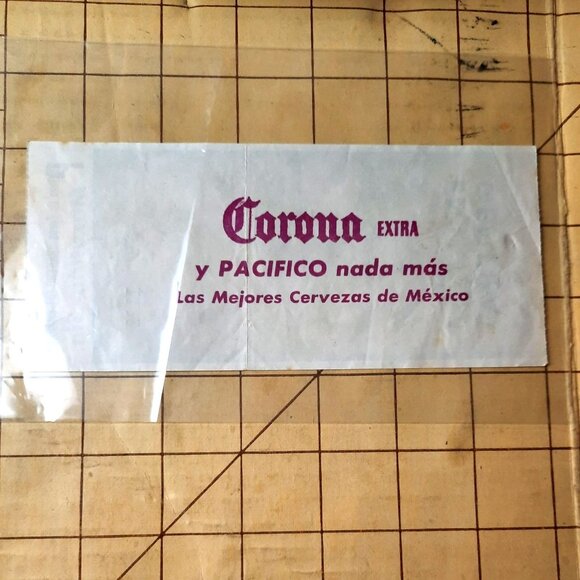 Corona EXTRA
y PACIFICO nada más
Las Mejores Cervezas de México